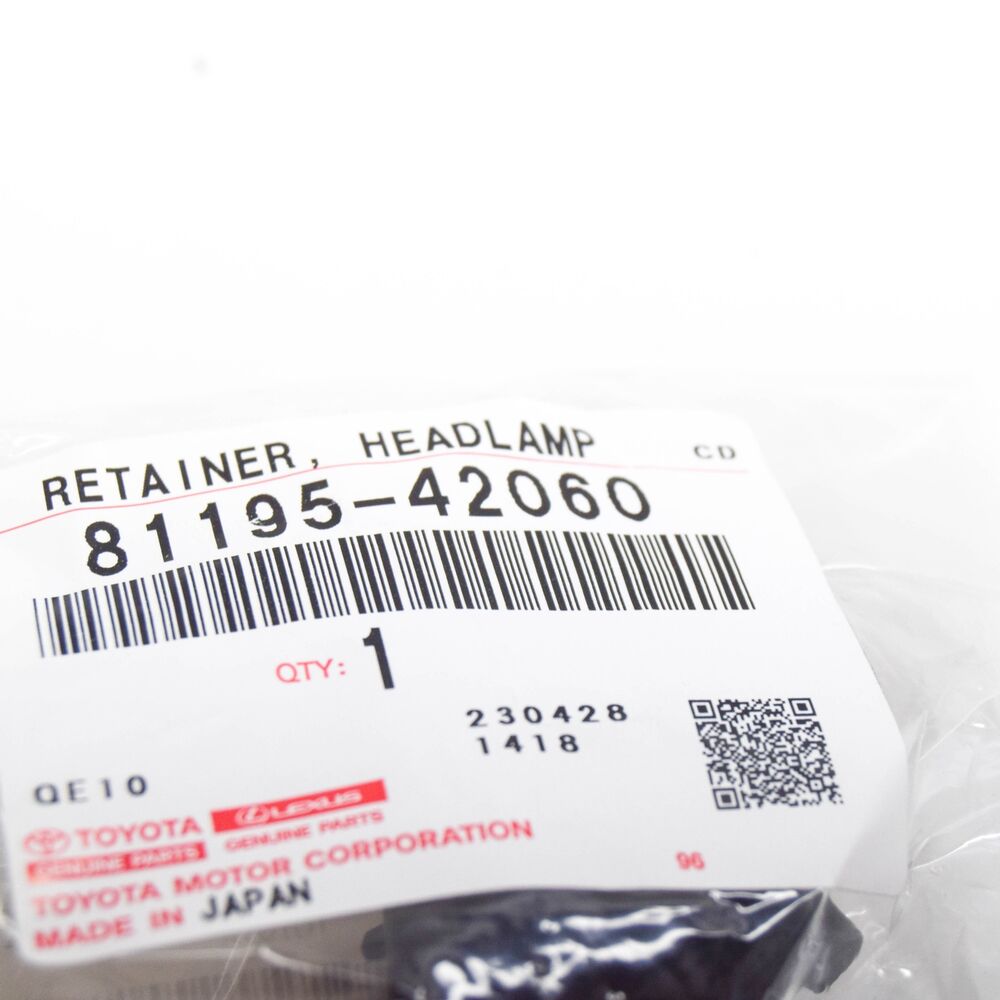 RETAINER, HEADLAMP CD
81195-42060
QTY: 1
230428
1418
QE10
TOYOTA LEXUS
GENUINE PARTS GENUINE PARTS
TOYOTA MOTOR CORPORATION
96
MADE IN JAPAN